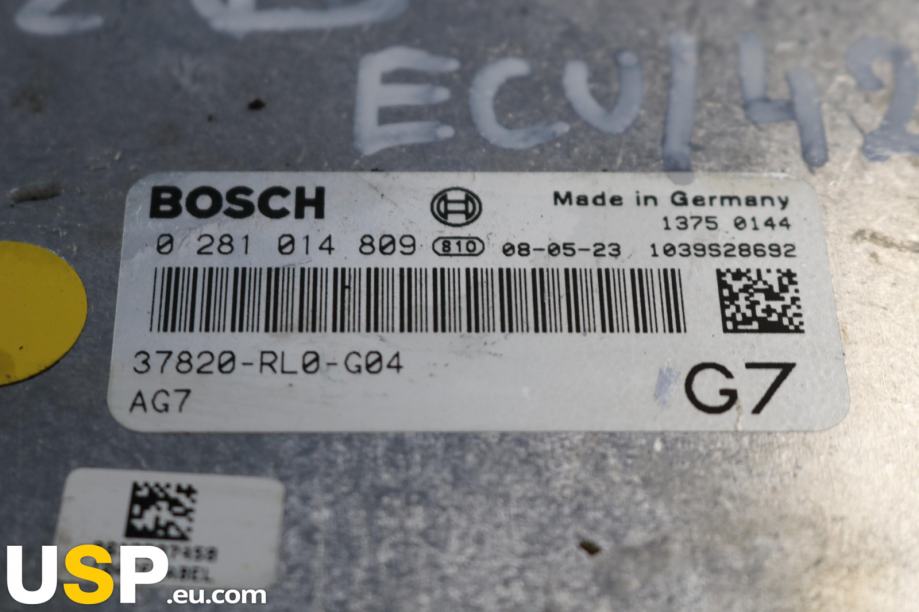 ECU142
BOSCH
Made in Germany
1375 0144
0 281 014 809 810 08-05-23 1039S28692
37820-RL0-G04
AG7
G7
USP.eu.com